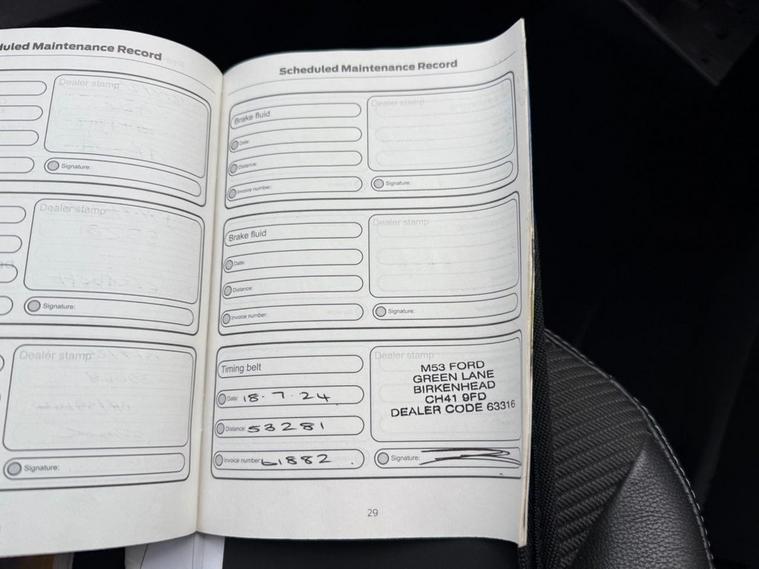 duled Maintenance Record
Dealer stamp
Signature:
Dealer stamp
Signature:
Dealer stamp
Signature:
Scheduled Maintenance Record
Brake fluid
Date:
Distance:
Invoice number:
Dealer stamp
Signature:
Brake fluid
Date:
Distance:
Invoice number:
Dealer stamp
Signature:
Timing belt
Date: 18.7.24
Distance: 53281
Invoice number: 61882
Dealer stamp
M53 FORD
GREEN LANE
BIRKENHEAD
CH41 9FD
DEALER CODE 63316
Signature:
29